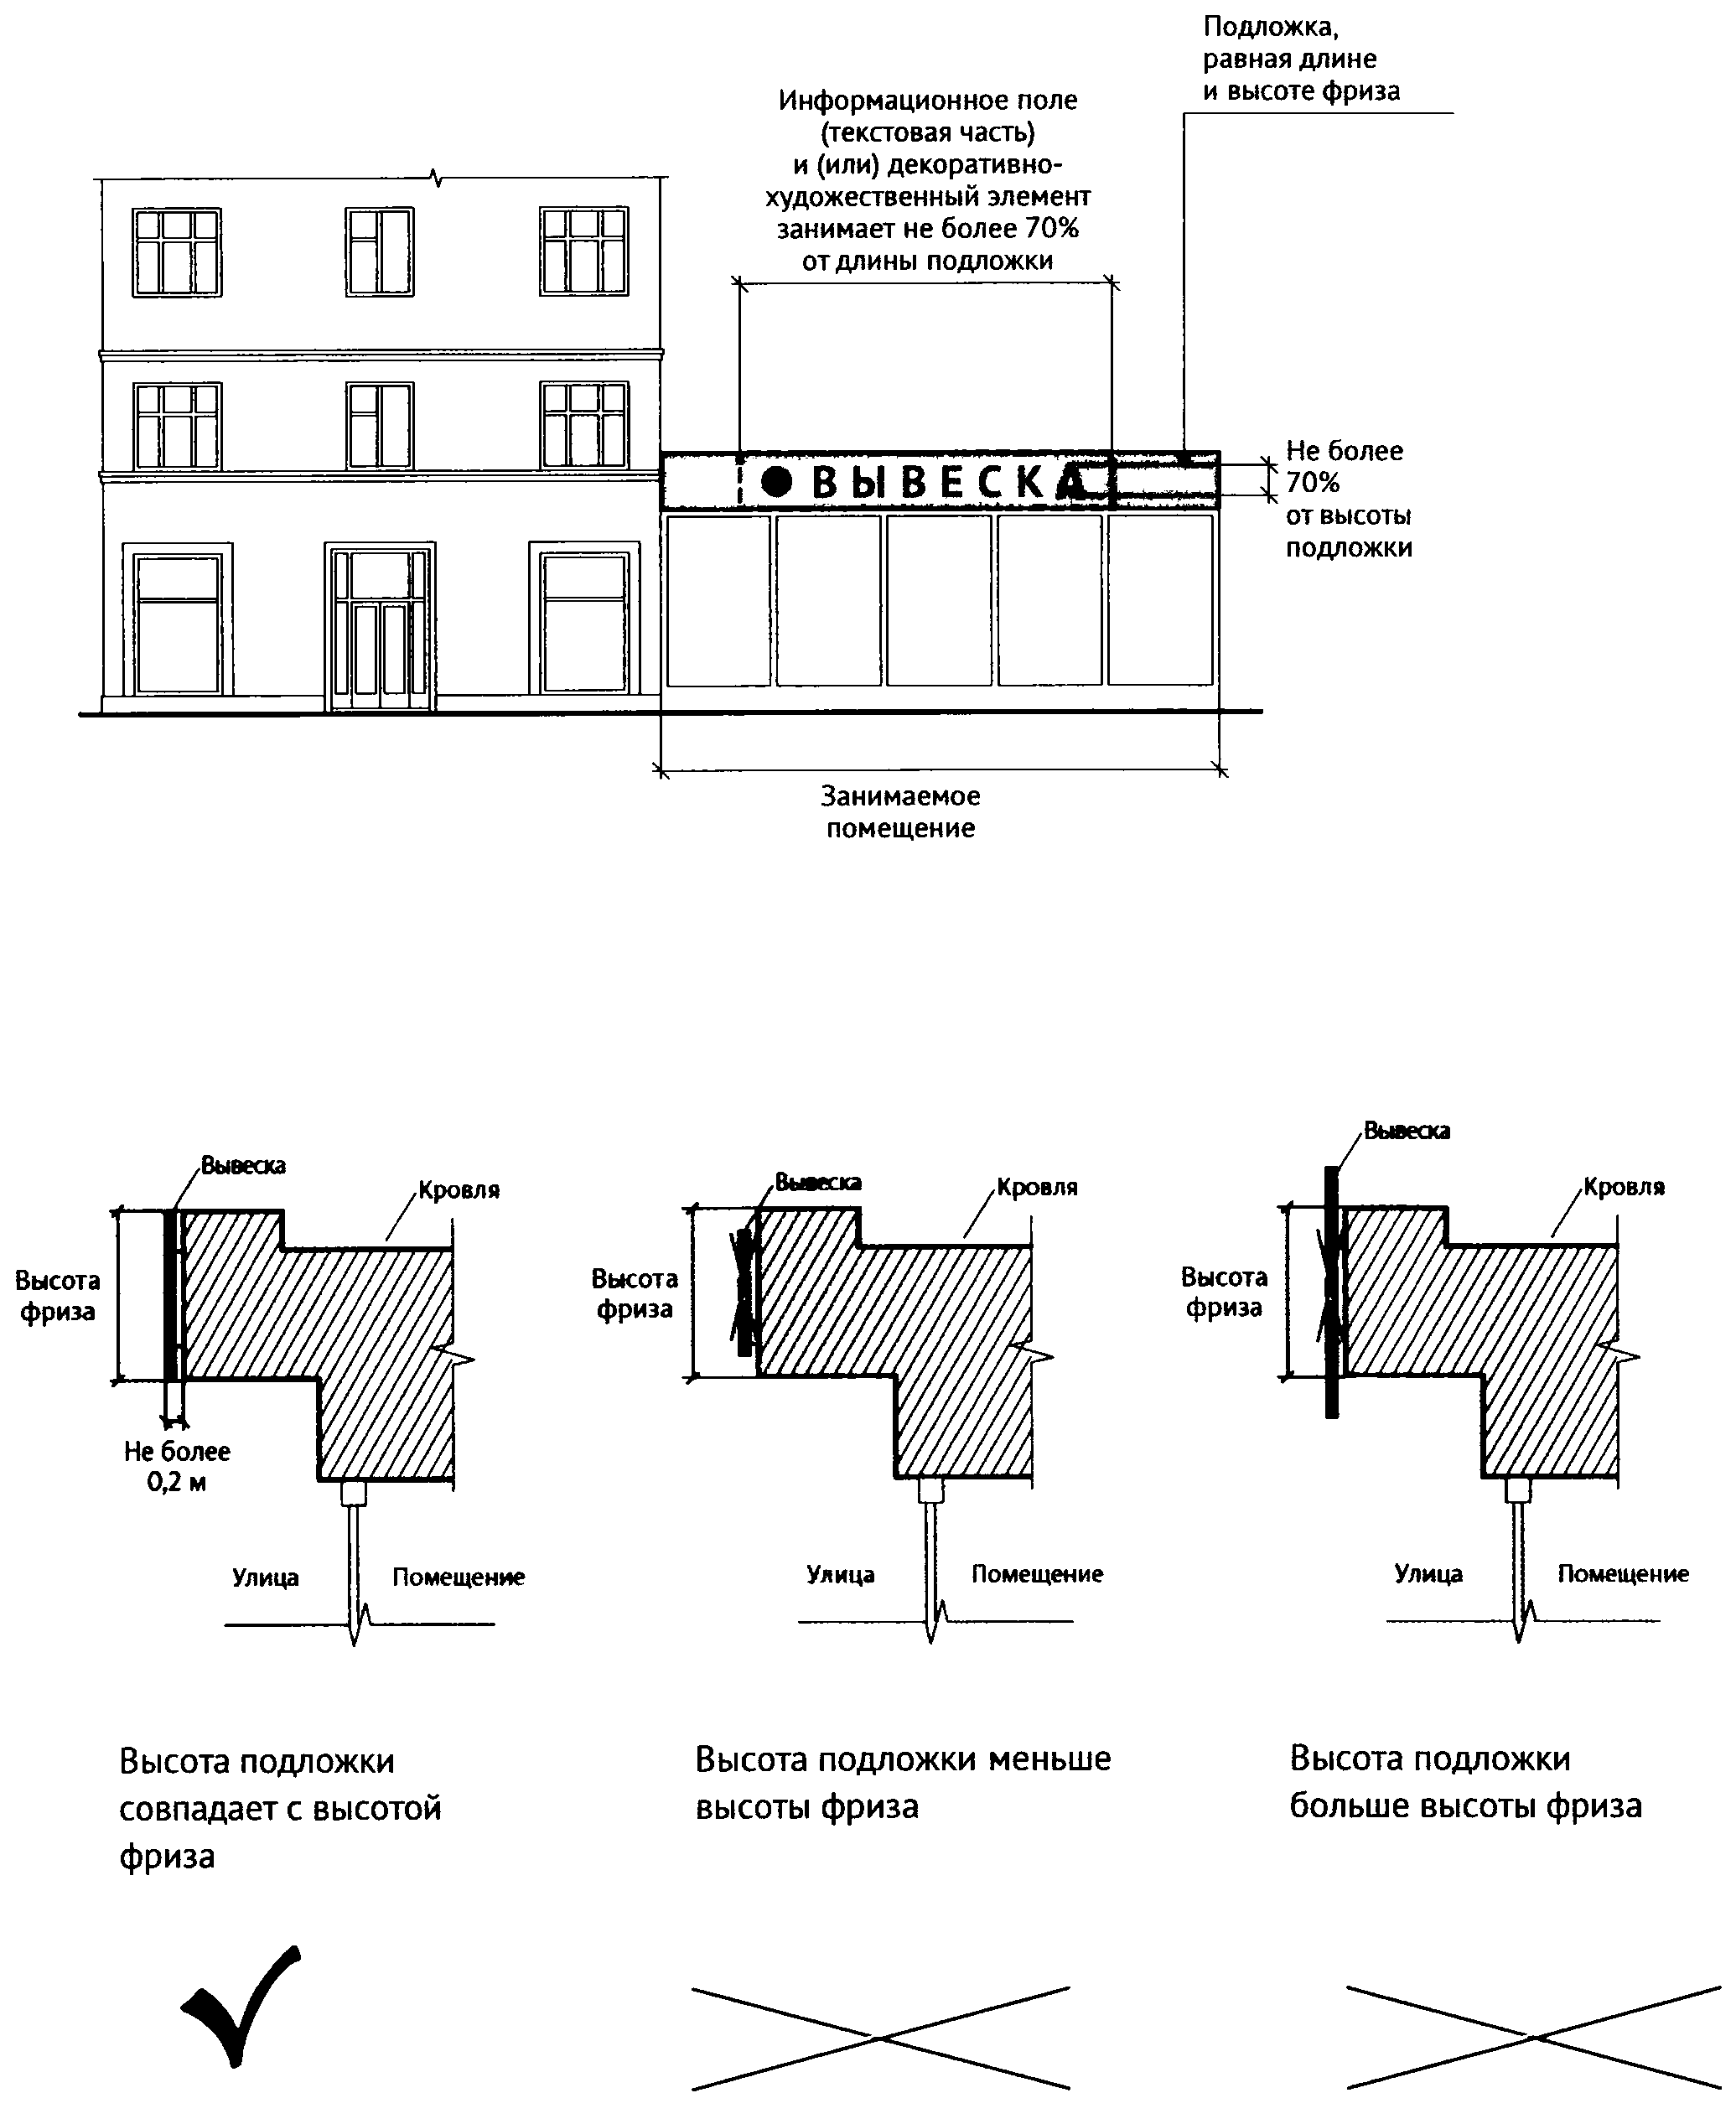 Подложка,
равная длине
и высоте фриза
Информационное поле
(текстовая часть)
и (или) декоративно-
художественный элемент
занимает не более 70%
от длины подложки
Не более
70%
от высоты
подложки
ВЫВЕСКА
Занимаемое
помещение
Вывеска
Кровля
Высота
фриза
Не более
0,2 м
Улица
Помещение
Высота подложки
совпадает с высотой
фриза
Вывеска
Кровля
Высота
фриза
Улица
Помещение
Высота подложки меньше
высоты фриза
Вывеска
Кровля
Высота
фриза
Улица
Помещение
Высота подложки
больше высоты фриза